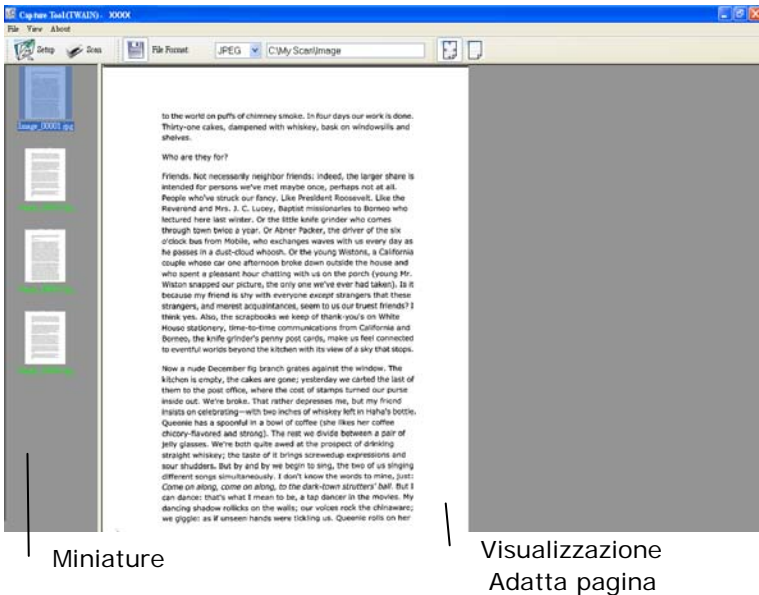 Capture Tool(TWAIN) - XXXX
File View About
Setup Scan File Format JPEG C:\My Scan\Image
Image_00001.jpg
to the world on puffs of chimney smoke. In four days our work is done.
Thirty-one cakes, dampened with whiskey, bask on windowsills and
shelves.
Who are they for?
Friends. Not necessarily neighbor friends: indeed, the larger share is
intended for persons we've met maybe once, perhaps not at all.
People who've struck our fancy. Like President Roosevelt. Like the
Reverend and Mrs. J. C. Lucey, Baptist missionaries to Borneo who
lectured here last winter. Or the little knife grinder who comes
through town twice a year. Or Abner Packer, the driver of the six
o'clock bus from Mobile, who exchanges waves with us every day as
he passes in a dust-cloud whoosh. Or the young Wistons, a California
couple whose car one afternoon broke down outside the house and
who spent a pleasant hour chatting with us on the porch (young Mr.
Wiston snapped our picture, the only one we've ever had taken). Is it
because my friend is shy with everyone except strangers that these
strangers, and merest acquaintances, seem to us our truest friends? I
think yes. Also, the scrapbooks we keep of thank-you's on White
House stationery, time-to-time communications from California and
Borneo, the knife grinder's penny post cards, make us feel connected
to eventful worlds beyond the kitchen with its view of a sky that stops.
Now a nude December fig branch grates against the window. The
kitchen is empty, the cakes are gone; yesterday we carted the last of
them to the post office, where the cost of stamps turned our purse
inside out. We're broke. That rather depresses me, but my friend
insists on celebrating—with two inches of whiskey left in Haha's bottle.
Queenie has a spoonful in a bowl of coffee (she likes her coffee
chicory-flavored and strong). The rest we divide between a pair of
jelly glasses. We're both quite awed at the prospect of drinking
straight whiskey; the taste of it brings screwedup expressions and
sour shudders. But by and by we begin to sing, the two of us singing
different songs simultaneously. I don't know the words to mine, just:
Come on along, come on along, to the dark-town strutters' ball. But I
can dance: that's what I mean to be, a tap dancer in the movies. My
dancing shadow rollicks on the walls; our voices rock the chinaware;
we giggle: as if unseen hands were tickling us. Queenie rolls on her
Miniature
Visualizzazione
Adatta pagina